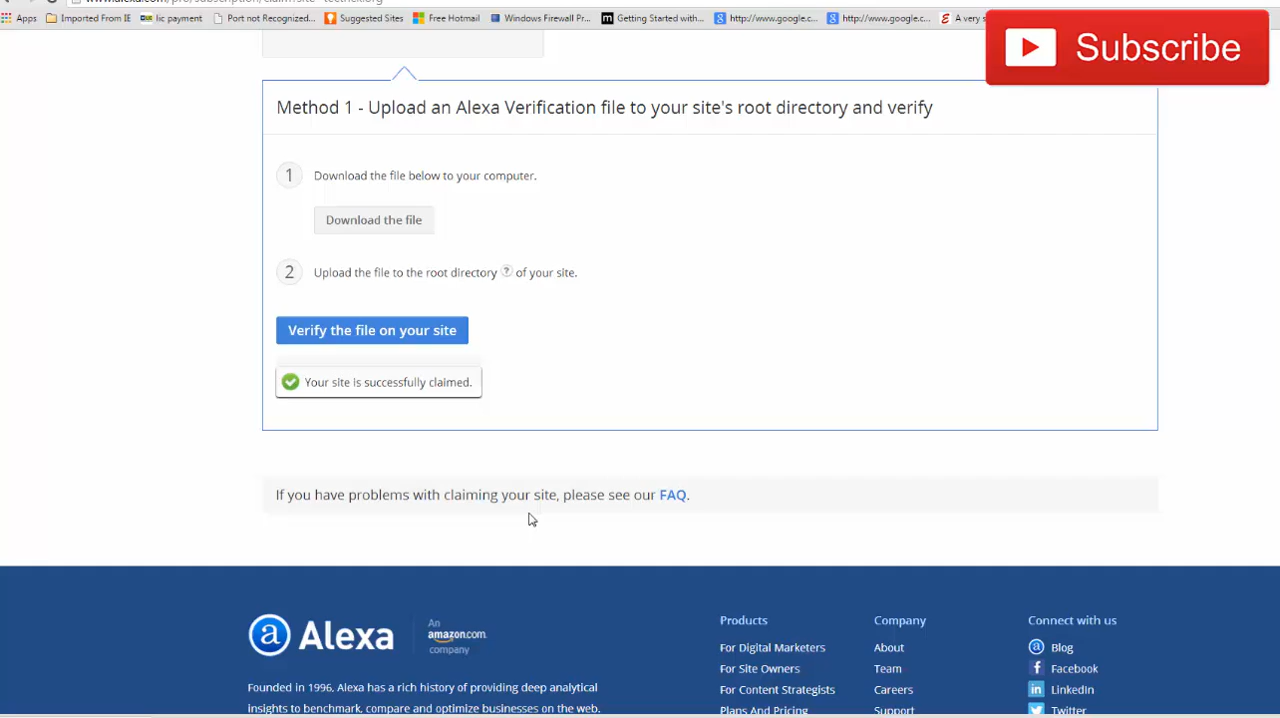 Apps Imported From IE lic payment Port not Recognized... Suggested Sites Free Hotmail Windows Firewall Pr... Getting Started with... http://www.google.c... http://www.google.c... A very s
Subscribe
Method 1 - Upload an Alexa Verification file to your site's root directory and verify
1 Download the file below to your computer.
Download the file
2 Upload the file to the root directory ? of your site.
Verify the file on your site
Your site is successfully claimed.
If you have problems with claiming your site, please see our FAQ.
a Alexa An amazon.com company
Founded in 1996, Alexa has a rich history of providing deep analytical
insights to benchmark, compare and optimize businesses on the web.
Products
For Digital Marketers
For Site Owners
For Content Strategists
Plans And Pricing
Company
About
Team
Careers
Support
Connect with us
Blog
Facebook
LinkedIn
Twitter